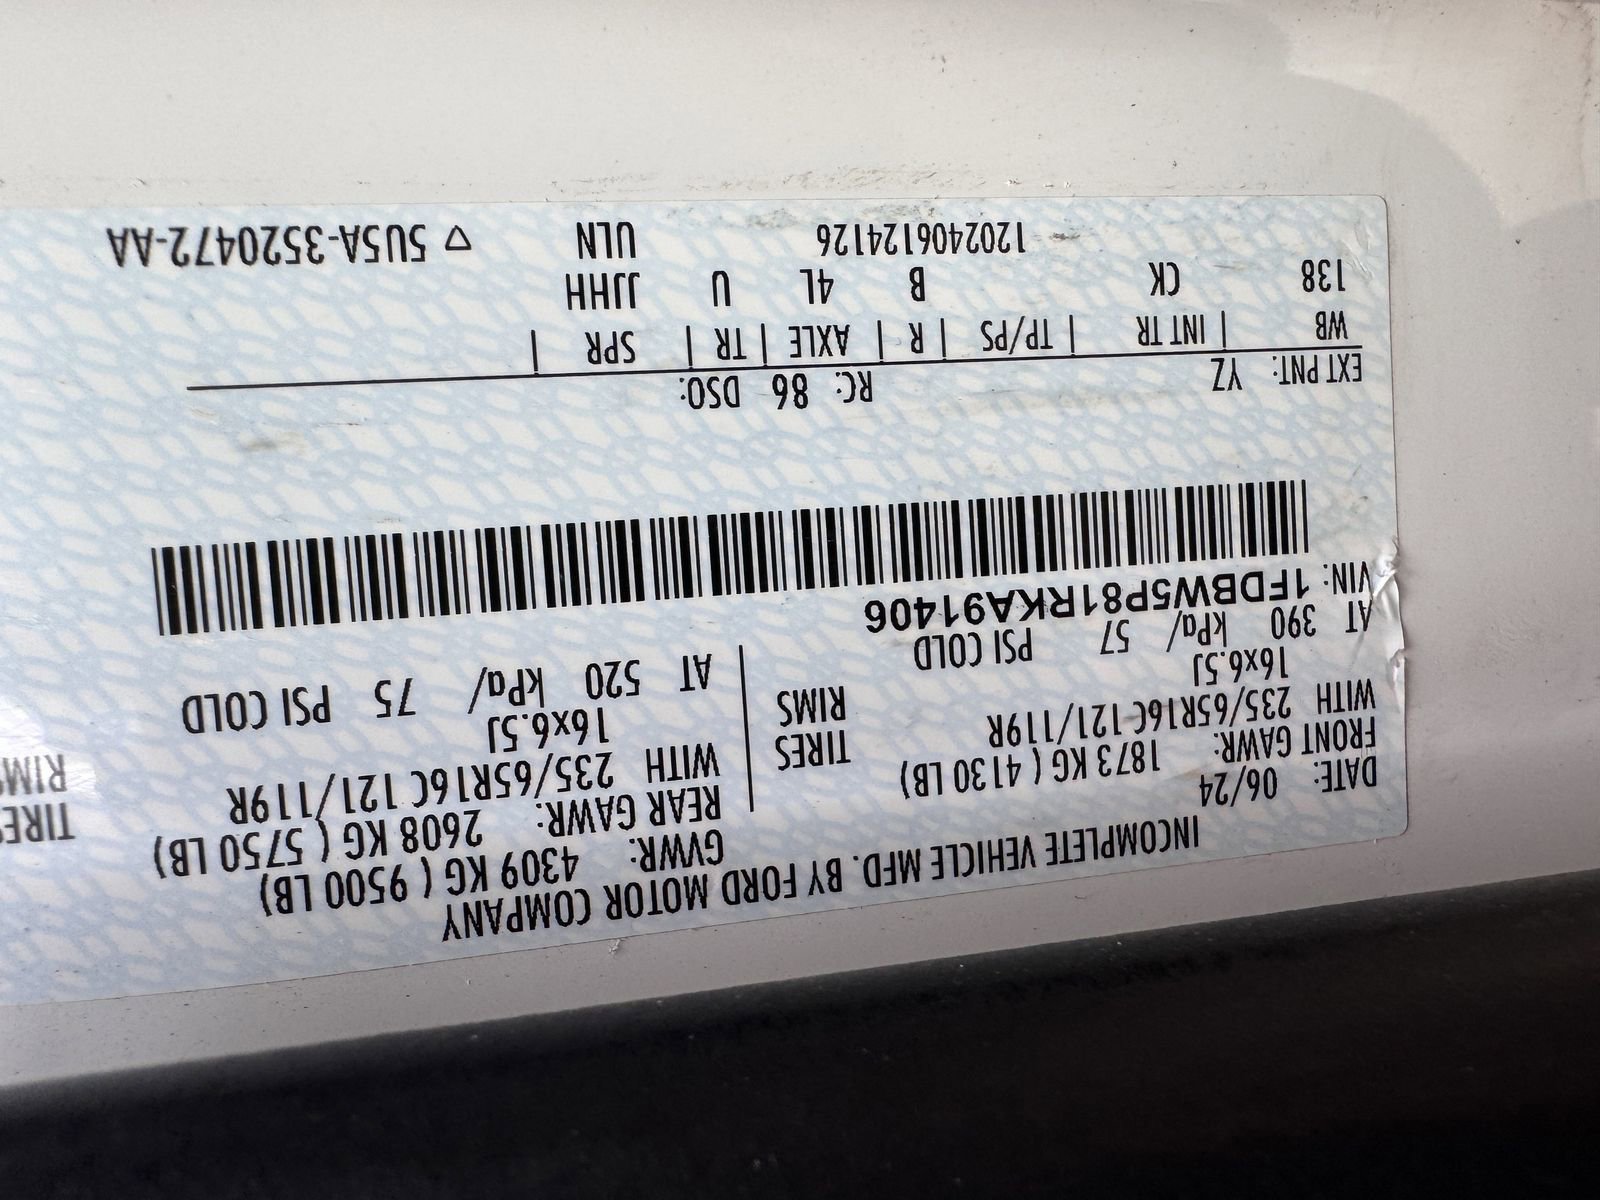 INCOMPLETE VEHICLE MFD. BY FORD MOTOR COMPANY
DATE: 06/24
GVWR: 4309 KG ( 9500 LB)
FRONT GAWR: 1873 KG ( 4130 LB)
REAR GAWR: 2608 KG ( 5750 LB)
WITH 235/65R16C 121/119R TIRES
WITH 235/65R16C 121/119R TIRES
16x6.5J RIMS
16x6.5J RIMS
AT 390 kPa/ 57 PSI COLD
AT 520 kPa/ 75 PSI COLD
VIN: 1FDBW5P81RKA91406
EXT PNT: YZ RC: 86 DSO:
WB | INT TR | TP/PS | R | AXLE | TR | SPR |
138 CK B 4L U JJHH
1202406124126 ULN ▽ 5U5A-3520472-AA